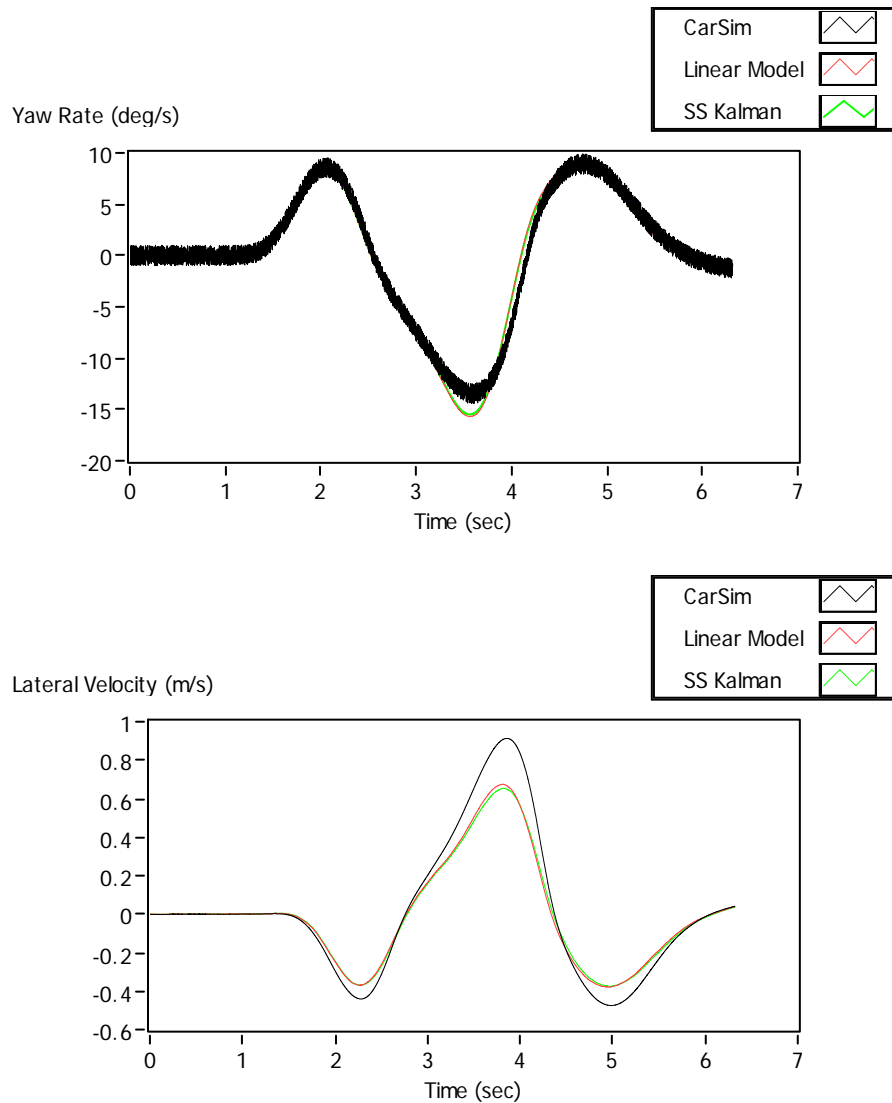 CarSim
Linear Model
SS Kalman
Yaw Rate (deg/s)
10
5
0
-5
-10
-15
-20
0 1 2 3 4 5 6 7
Time (sec)
CarSim
Linear Model
SS Kalman
Lateral Velocity (m/s)
1
0.8
0.6
0.4
0.2
0
-0.2
-0.4
-0.6
0 1 2 3 4 5 6 7
Time (sec)